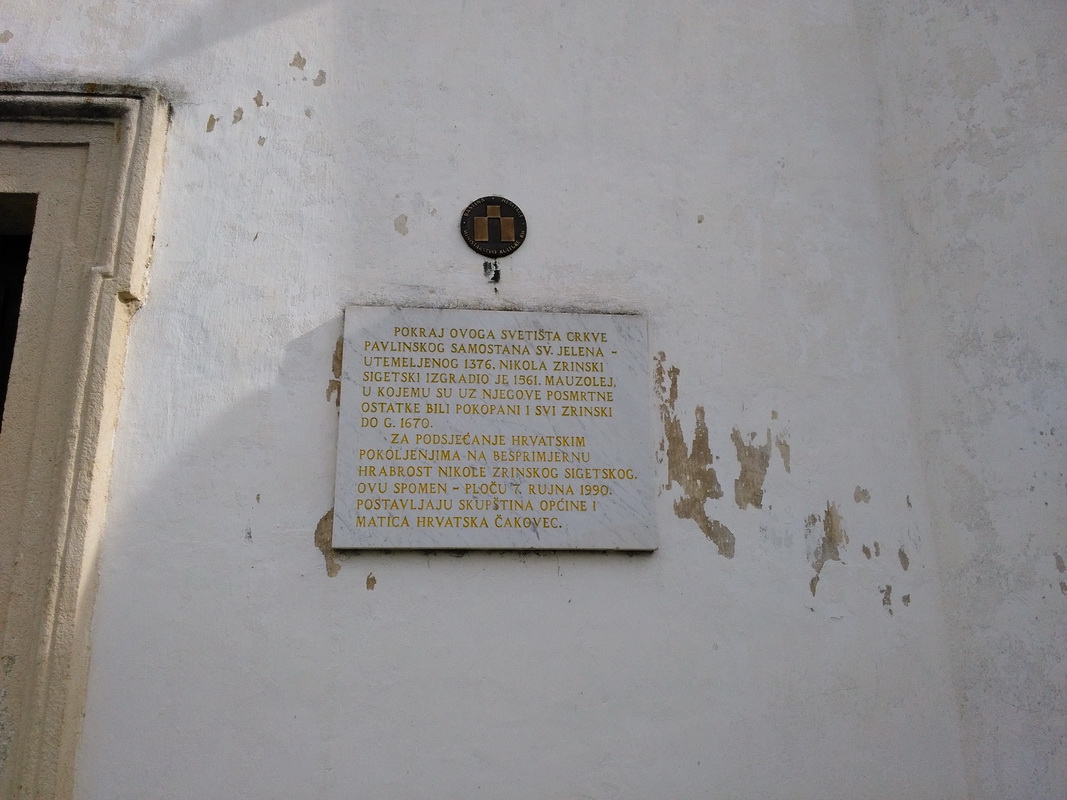 POKRAJ OVOGA SVETIŠTA CRKVE
PAVLINSKOG SAMOSTANA SV. JELENA –
UTEMELJENOG 1376. NIKOLA ZRINSKI
SIGETSKI IZGRADIO JE 1561. MAUZOLEJ,
U KOJEMU SU UZ NJEGOVE POSMRTNE
OSTATKE BILI POKOPANI I SVI ZRINSKI
DO G. 1670.
ZA PODSJEĆANJE HRVATSKIM
POKOLJENJIMA NA BESPRIMJERNU
HRABROST NIKOLE ZRINSKOG SIGETSKOG,
OVU SPOMEN – PLOČU 7. RUJNA 1990.
POSTAVLJAJU SKUPŠTINA OPĆINE I
MATICA HRVATSKA ČAKOVEC.